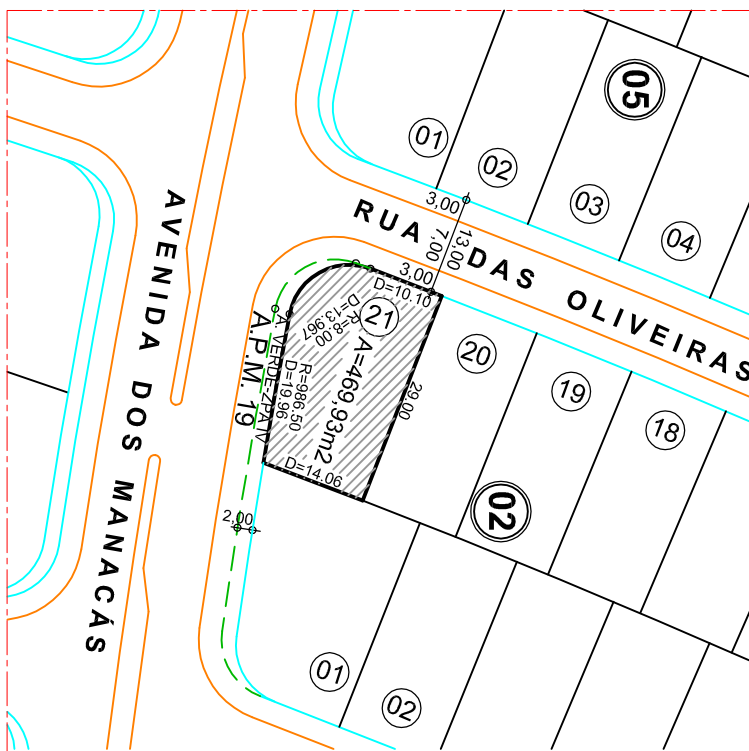 05
01
02
03
04
3,00
13,00
7,00
RUA DAS OLIVEIRAS
AVENIDA DOS MANACÁS
3,00
D=10.10
21
R=8.00
D=13.967
A=469,93m2
29.00
20
19
18
A.P.M. 19
A. VERDE-ZPA IV
R=986.50
D=19.96
D=14.06
02
2,00
01
02